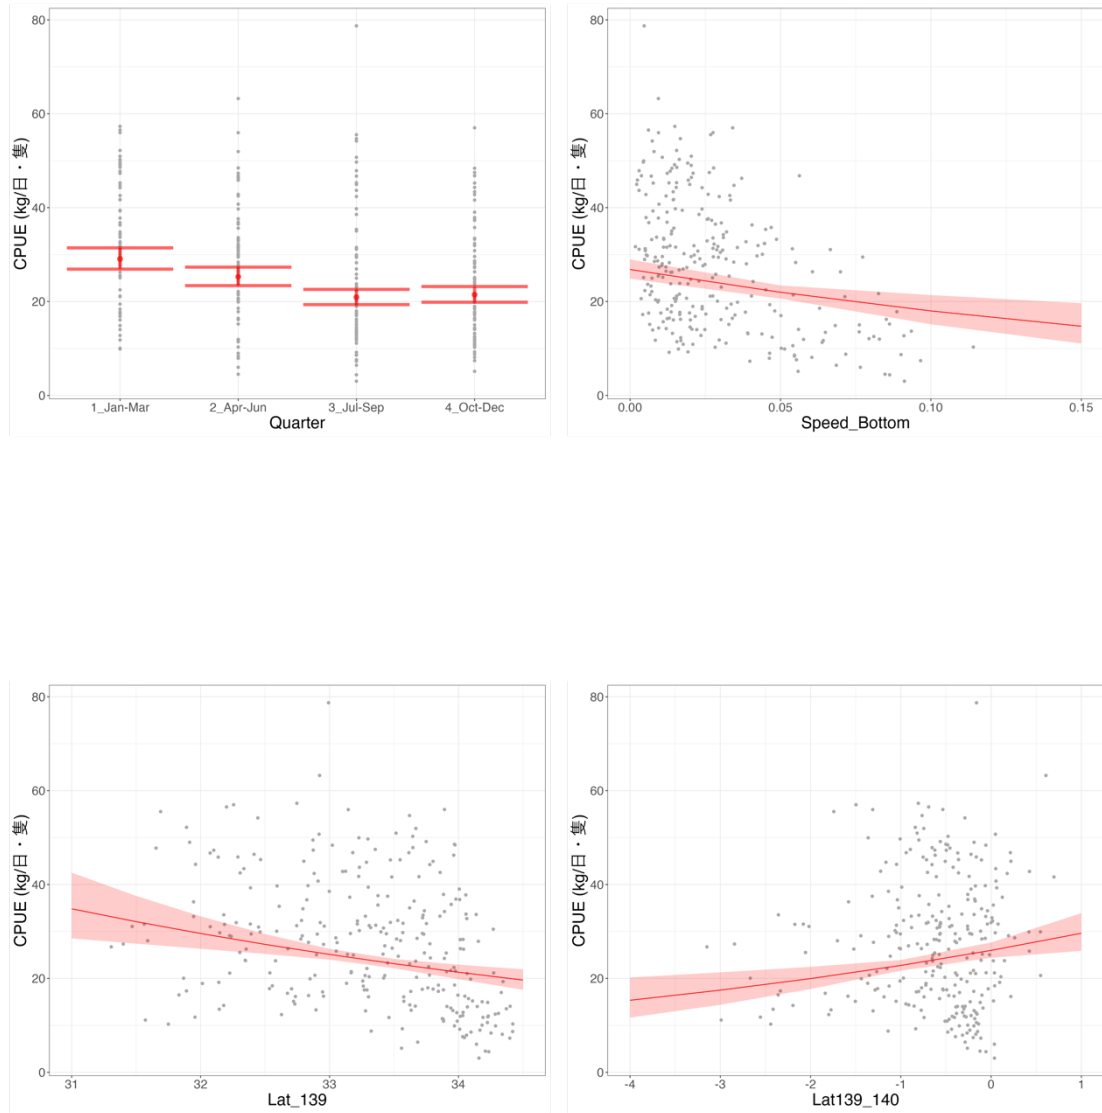 CPUE (kg/日・隻)
80
60
40
20
0
1_Jan-Mar 2_Apr-Jun 3_Jul-Sep 4_Oct-Dec
Quarter
CPUE (kg/日・隻)
80
60
40
20
0
0.00 0.05 0.10 0.15
Speed_Bottom
CPUE (kg/日・隻)
80
60
40
20
0
31 32 33 34
Lat_139
CPUE (kg/日・隻)
80
60
40
20
0
-4 -3 -2 -1 0 1
Lat139_140